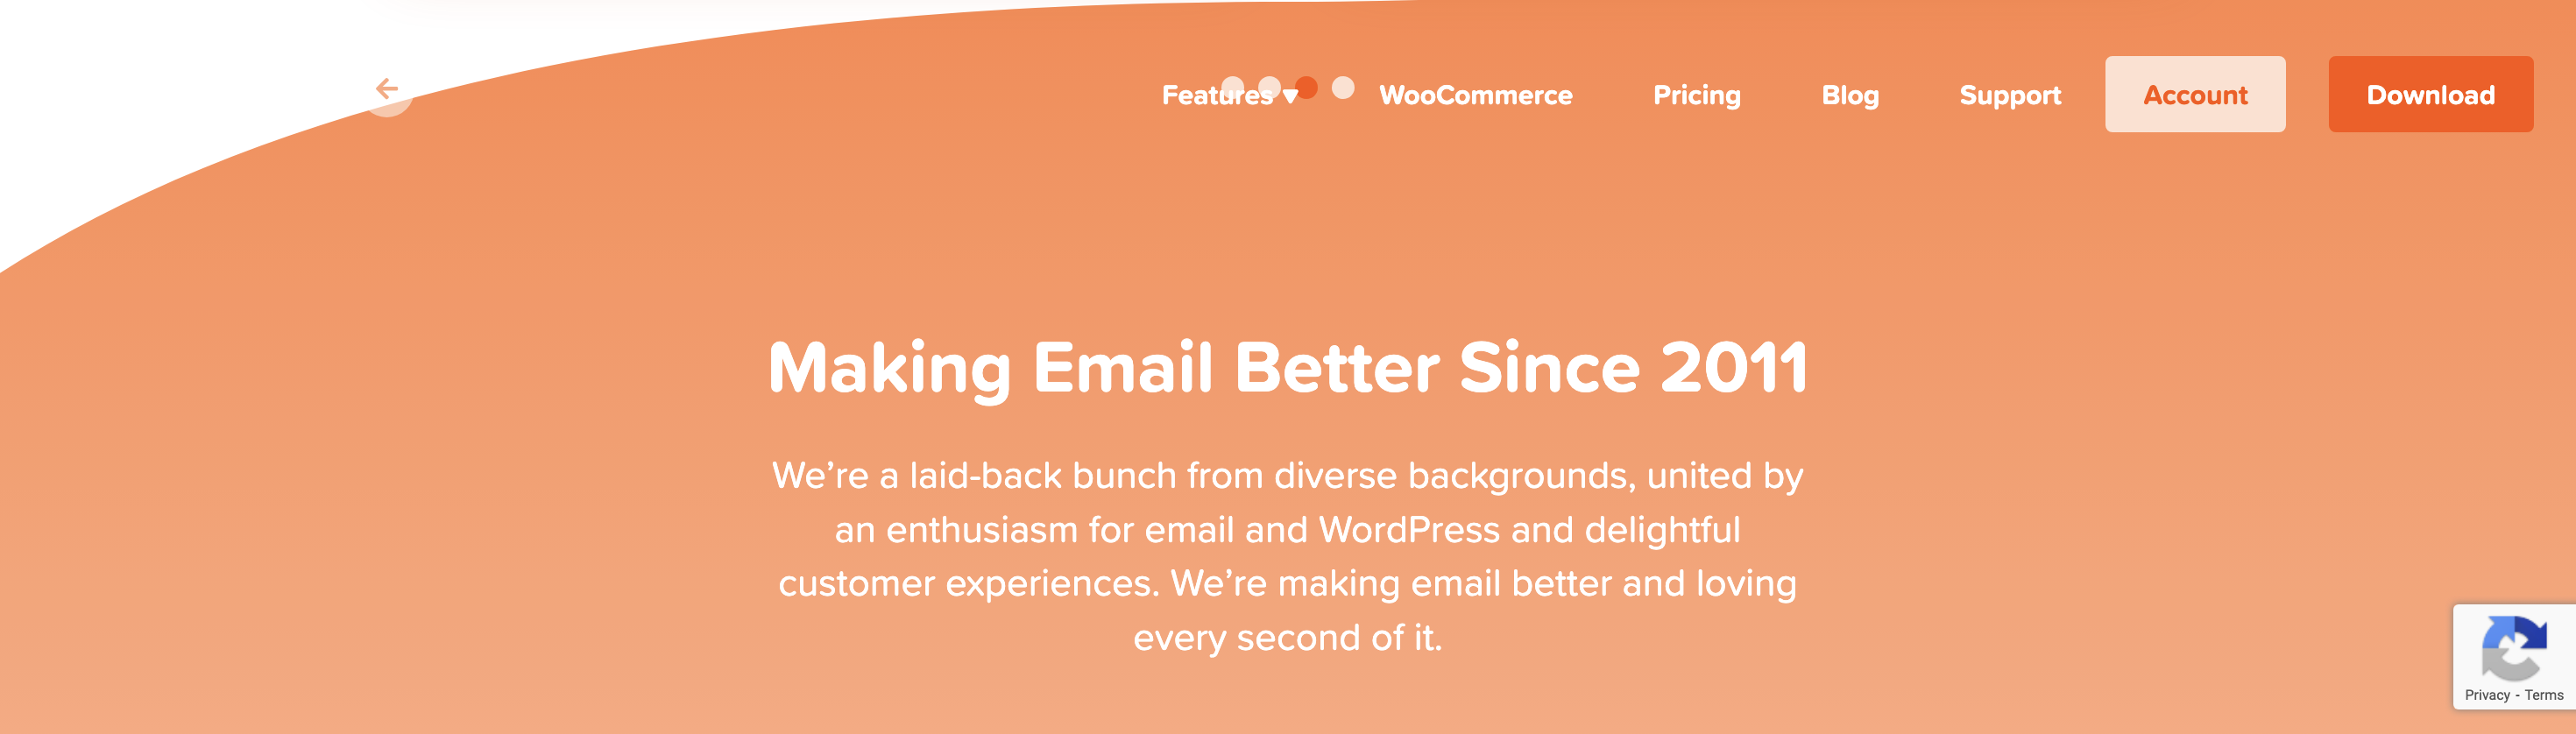 Features ▾ WooCommerce Pricing Blog Support Account Download
Making Email Better Since 2011
We’re a laid-back bunch from diverse backgrounds, united by
an enthusiasm for email and WordPress and delightful
customer experiences. We’re making email better and loving
every second of it.
Privacy - Terms